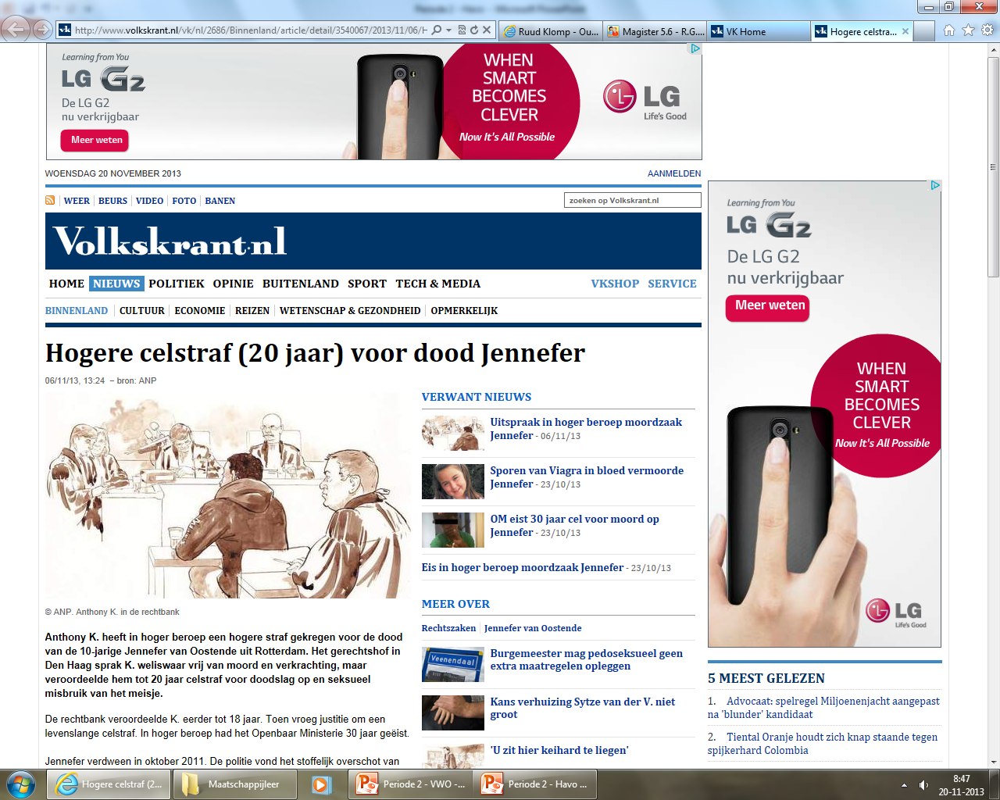 Periode 2 - Havo - Microsoft PowerPoint
http://www.volkskrant.nl/vk/nl/2686/Binnenland/article/detail/3540067/2013/11/06/H
Ruud Klomp - Ou...
Magister 5.6 - R.G....
VK Home
Hogere celstra...
Learning from You
LG G2
De LG G2
nu verkrijgbaar
Meer weten
WHEN
SMART
BECOMES
CLEVER
Now It's All Possible
LG
Life's Good
WOENSDAG 20 NOVEMBER 2013
AANMELDEN
WEER BEURS VIDEO FOTO BANEN
zoeken op Volkskrant.nl
Volkskrant.nl
HOME NIEUWS POLITIEK OPINIE BUITENLAND SPORT TECH & MEDIA
VKSHOP SERVICE
BINNENLAND CULTUUR ECONOMIE REIZEN WETENSCHAP & GEZONDHEID OPMERKELIJK
Hogere celstraf (20 jaar) voor dood Jennefer
06/11/13, 13:24 – bron: ANP
© ANP. Anthony K. in de rechtbank
Anthony K. heeft in hoger beroep een hogere straf gekregen voor de dood
van de 10-jarige Jennefer van Oostende uit Rotterdam. Het gerechtshof in
Den Haag sprak K. weliswaar vrij van moord en verkrachting, maar
veroordeelde hem tot 20 jaar celstraf voor doodslag op en seksueel
misbruik van het meisje.
De rechtbank veroordeelde K. eerder tot 18 jaar. Toen vroeg justitie om een
levenslange celstraf. In hoger beroep had het Openbaar Ministerie 30 jaar geëist.
Jennefer verdween in oktober 2011. De politie vond het stoffelijk overschot van
VERWANT NIEUWS
Uitspraak in hoger beroep moordzaak
Jennefer - 06/11/13
Sporen van Viagra in bloed vermoorde
Jennefer - 23/10/13
OM eist 30 jaar cel voor moord op
Jennefer - 23/10/13
Eis in hoger beroep moordzaak Jennefer - 23/10/13
MEER OVER
Rechtszaken Jennefer van Oostende
Veenendaal
Burgemeester mag pedoseksueel geen
extra maatregelen opleggen
Kans verhuizing Sytze van der V. niet
groot
'U zit hier keihard te liegen'
Learning from You
LG G2
De LG G2
nu verkrijgbaar
Meer weten
WHEN
SMART
BECOMES
CLEVER
Now It's All Possible
LG
Life's Good
5 MEEST GELEZEN
1. Advocaat: spelregel Miljoenenjacht aangepast
na 'blunder' kandidaat
2. Tiental Oranje houdt zich knap staande tegen
spijkerhard Colombia
Hogere celstraf (2...
Maatschappijleer
Periode 2 - VWO -...
Periode 2 - Havo ...
8:47
20-11-2013